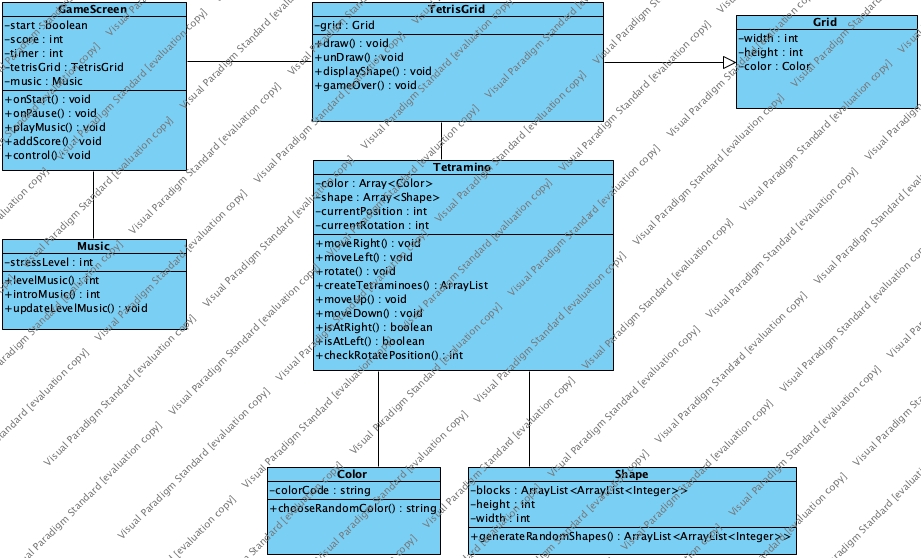 GameScreen
-start : boolean
-score : int
-timer : int
-tetrisGrid : TetrisGrid
-music : Music
+onStart() : void
+onPause() : void
+playMusic() : void
+addScore() : void
+control() : void
TetrisGrid
-grid : Grid
+draw() : void
+unDraw() : void
+displayShape() : void
+gameOver() : void
Grid
-width : int
-height : int
-color : Color
Music
-stressLevel : int
+levelMusic() : int
+introMusic() : int
+updateLevelMusic() : void
Tetramino
-color : Array<Color>
-shape : Array<Shape>
-currentPosition : int
-currentRotation : int
+moveRight() : void
+moveLeft() : void
+rotate() : void
+createTetraminoes() : ArrayList
+moveUp() : void
+moveDown() : void
+isAtRight() : boolean
+isAtLeft() : boolean
+checkRotatePosition() : int
Color
-colorCode : string
+chooseRandomColor() : string
Shape
-blocks : ArrayList<ArrayList<Integer>>
-height : int
-width : int
+generateRandomShapes() : ArrayList<ArrayList<Integer>>
Visual Paradigm Standard [evaluation copy]